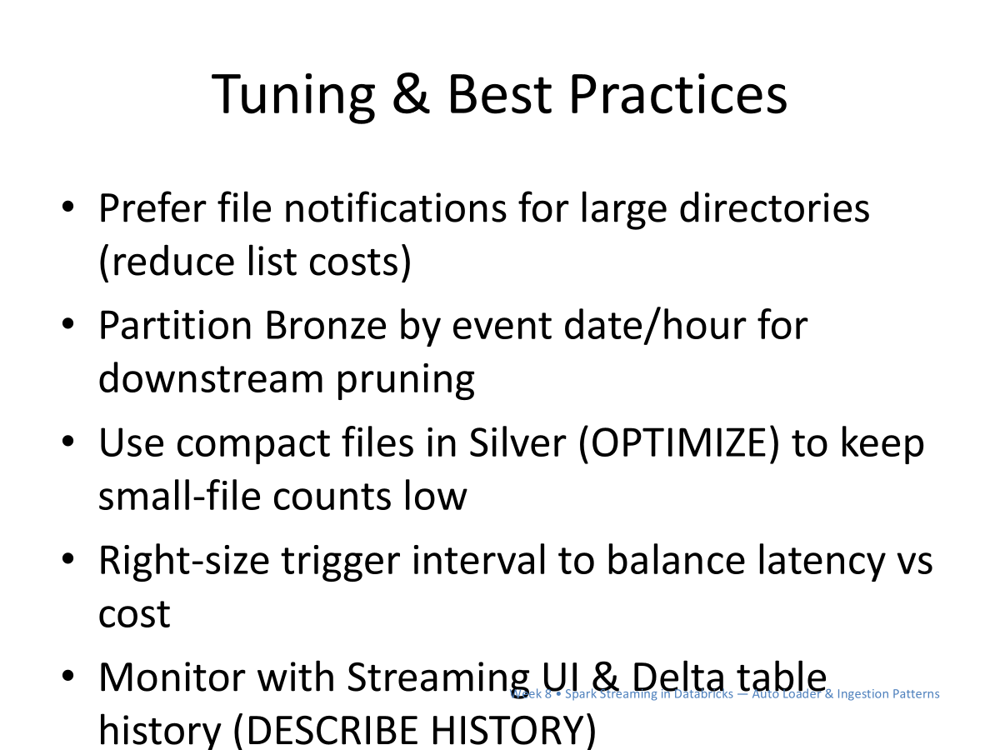 Tuning & Best Practices
• Prefer file notifications for large directories
(reduce list costs)
• Partition Bronze by event date/hour for
downstream pruning
• Use compact files in Silver (OPTIMIZE) to keep
small-file counts low
• Right-size trigger interval to balance latency vs
cost
• Monitor with Streaming UI & Delta table
Week 8 • Spark Streaming in Databricks — Auto Loader & Ingestion Patterns
history (DESCRIBE HISTORY)